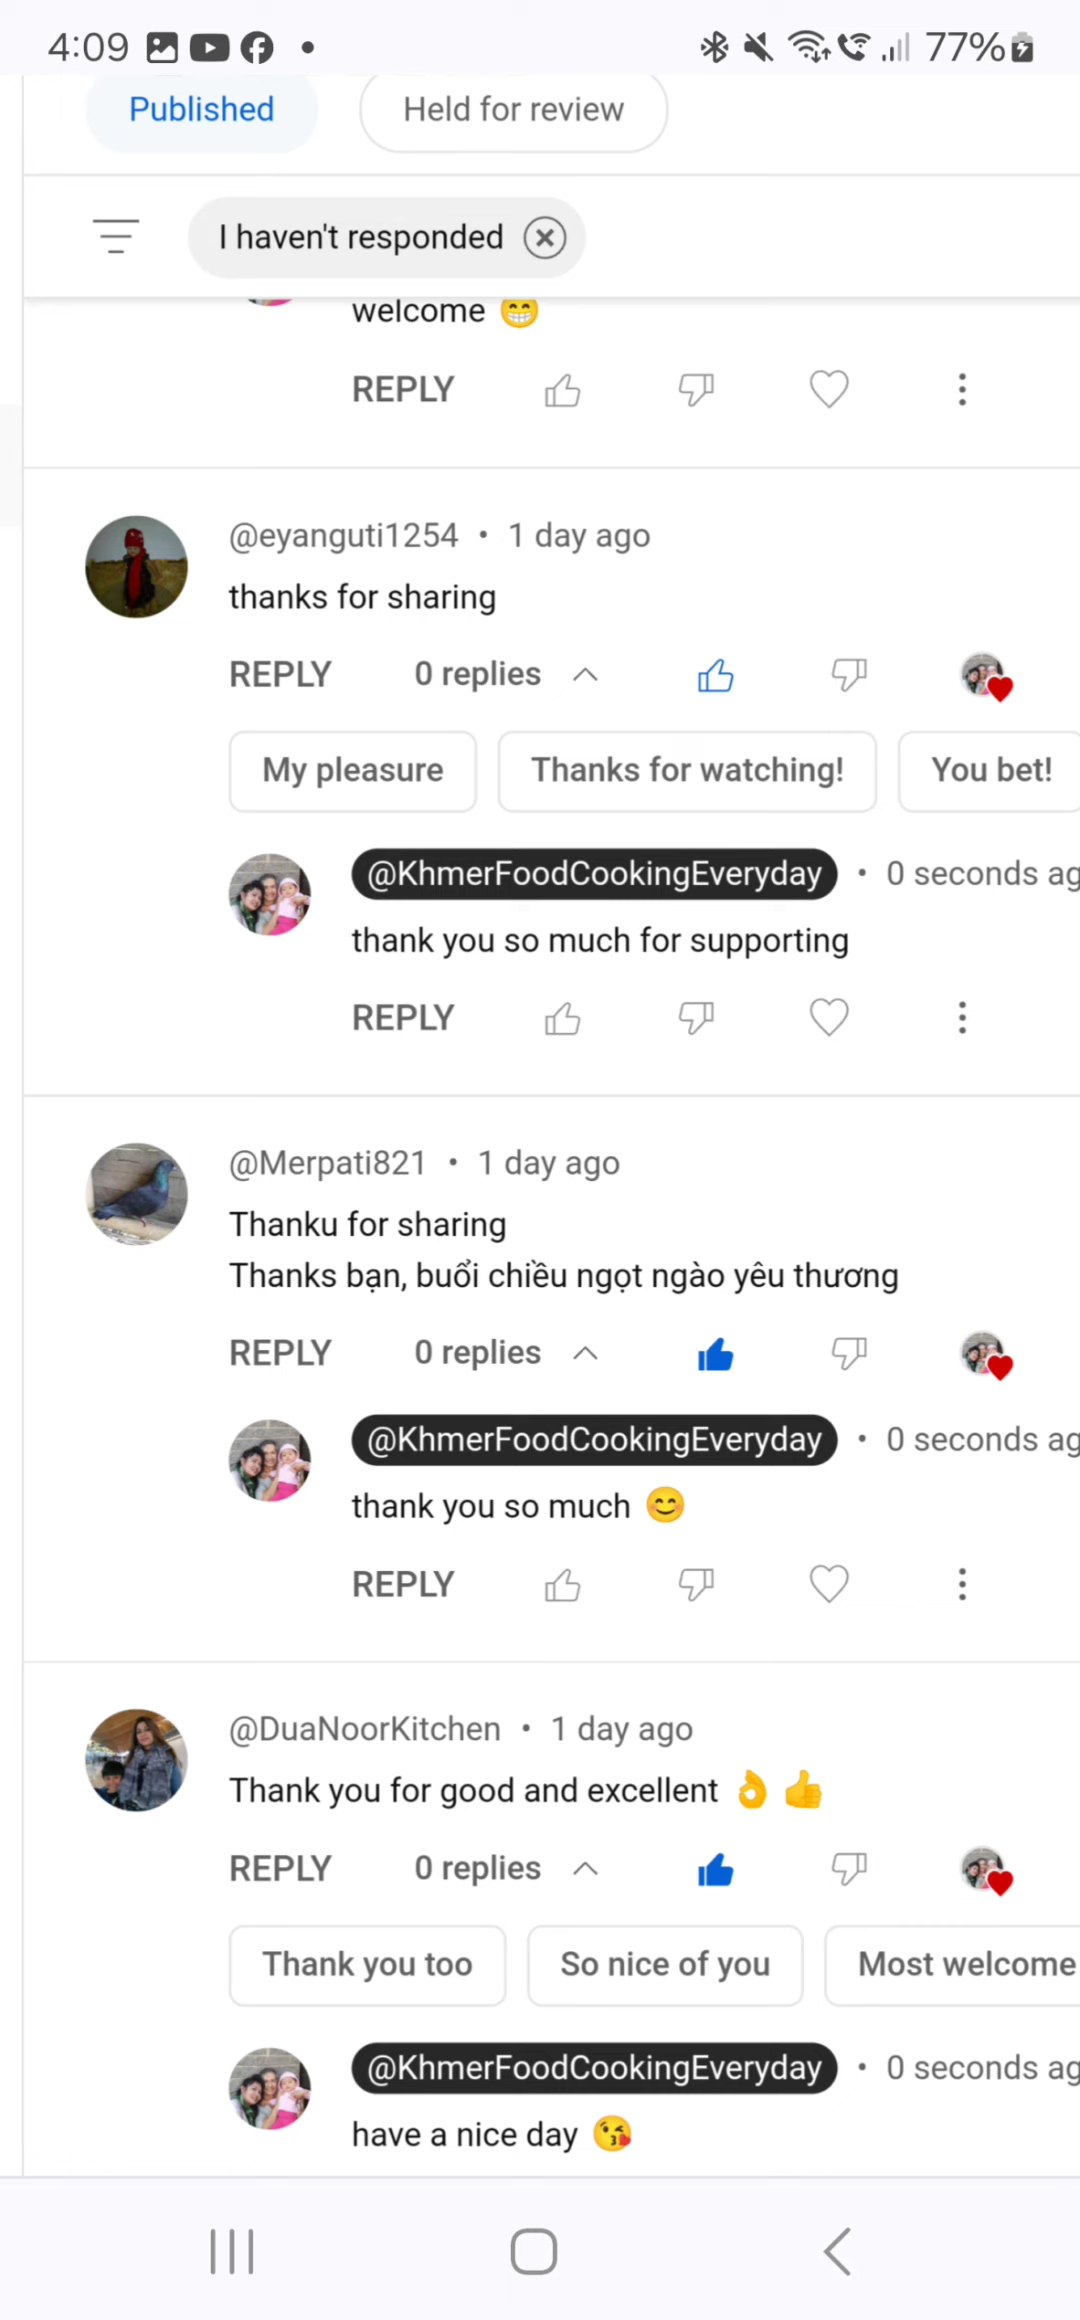 4:09
77%
Published
Held for review
I haven't responded
welcome 😁
REPLY
@eyanguti1254 • 1 day ago
thanks for sharing
REPLY 0 replies
My pleasure
Thanks for watching!
You bet!
@KhmerFoodCookingEveryday • 0 seconds ag
thank you so much for supporting
REPLY
@Merpati821 • 1 day ago
Thanku for sharing
Thanks bạn, buổi chiều ngọt ngào yêu thương
REPLY 0 replies
@KhmerFoodCookingEveryday • 0 seconds ag
thank you so much 😊
REPLY
@DuaNoorKitchen • 1 day ago
Thank you for good and excellent 👌 👍
REPLY 0 replies
Thank you too
So nice of you
Most welcome
@KhmerFoodCookingEveryday • 0 seconds ag
have a nice day 😘